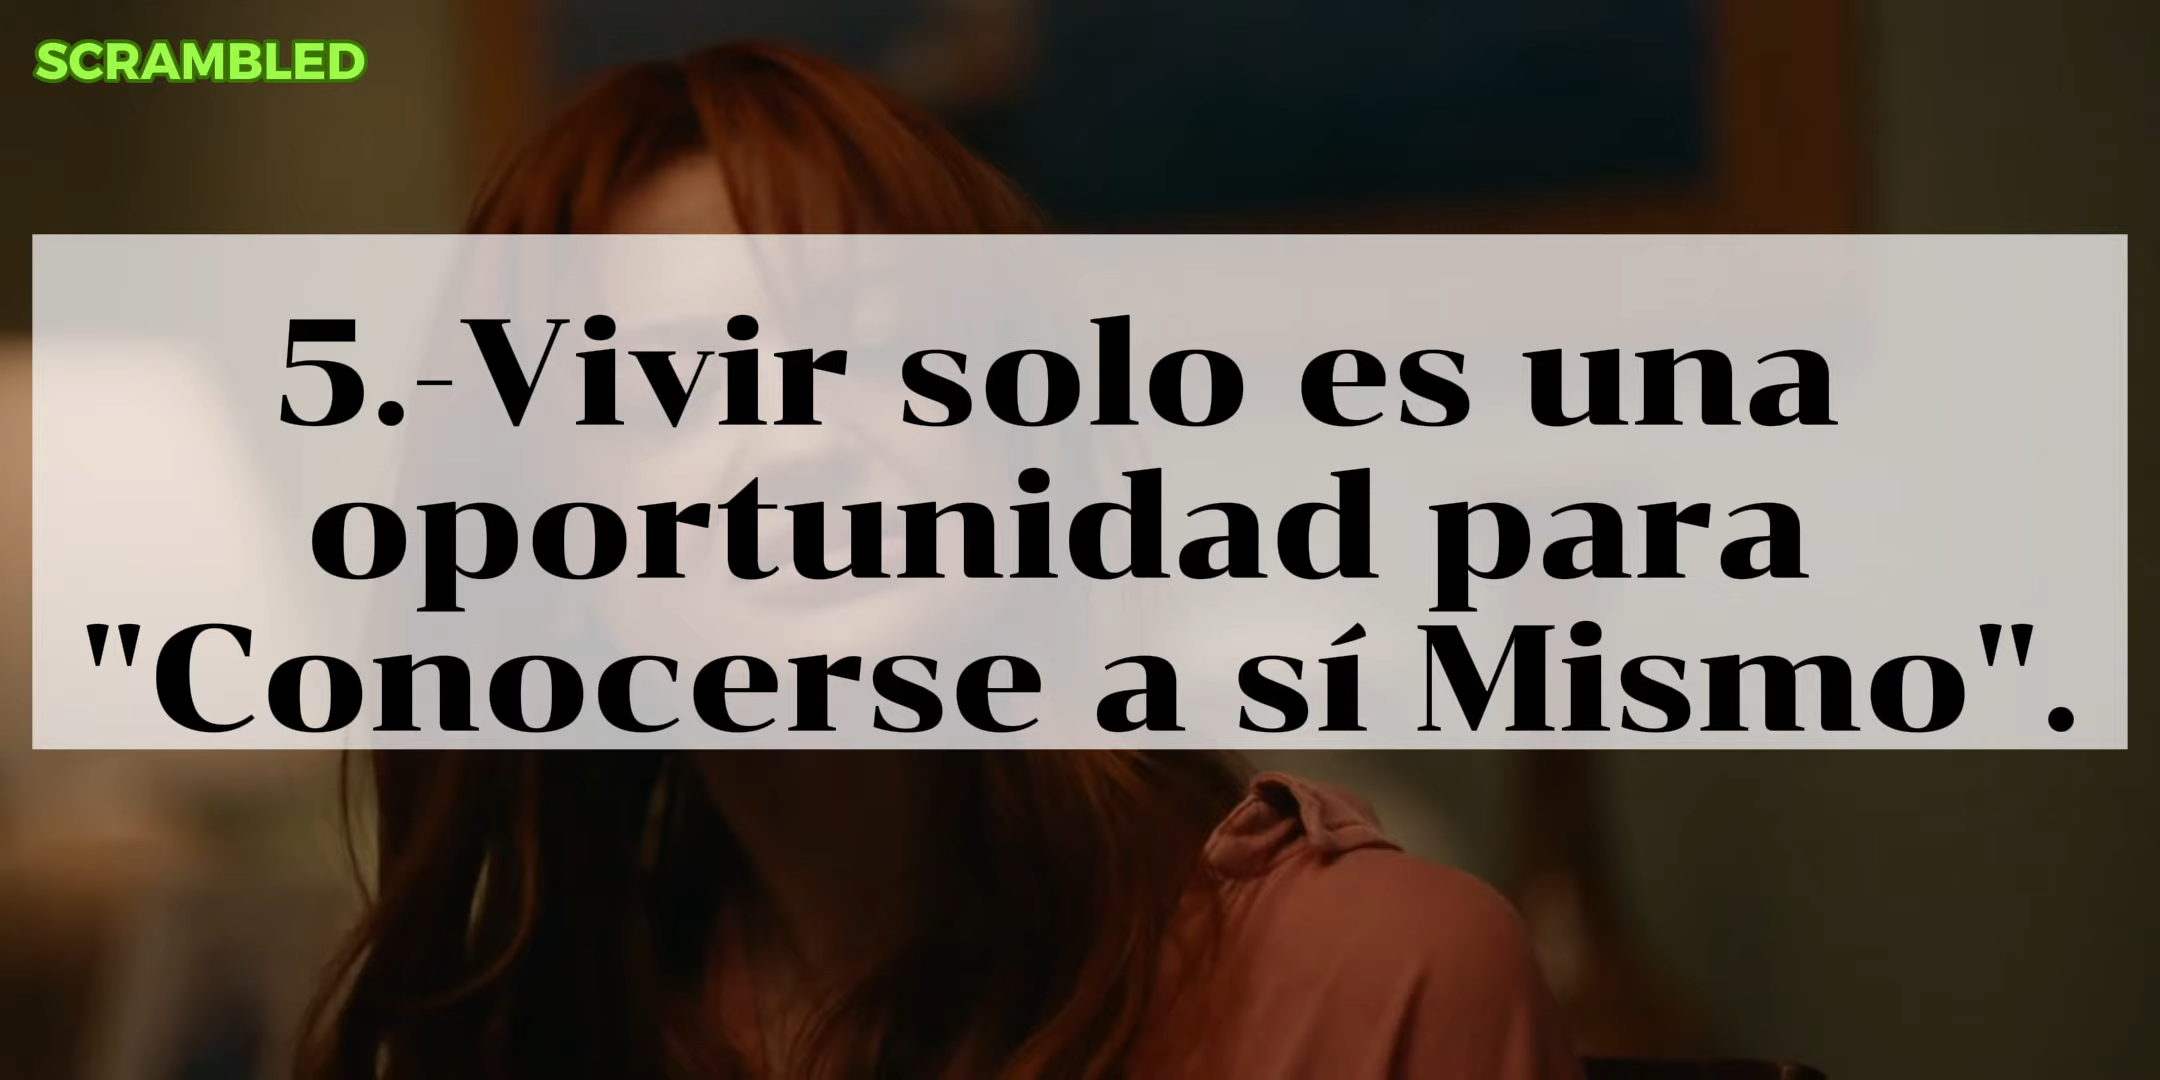 SCRAMBLED
5.-Vivir solo es una
oportunidad para
"Conocerse a sí Mismo".